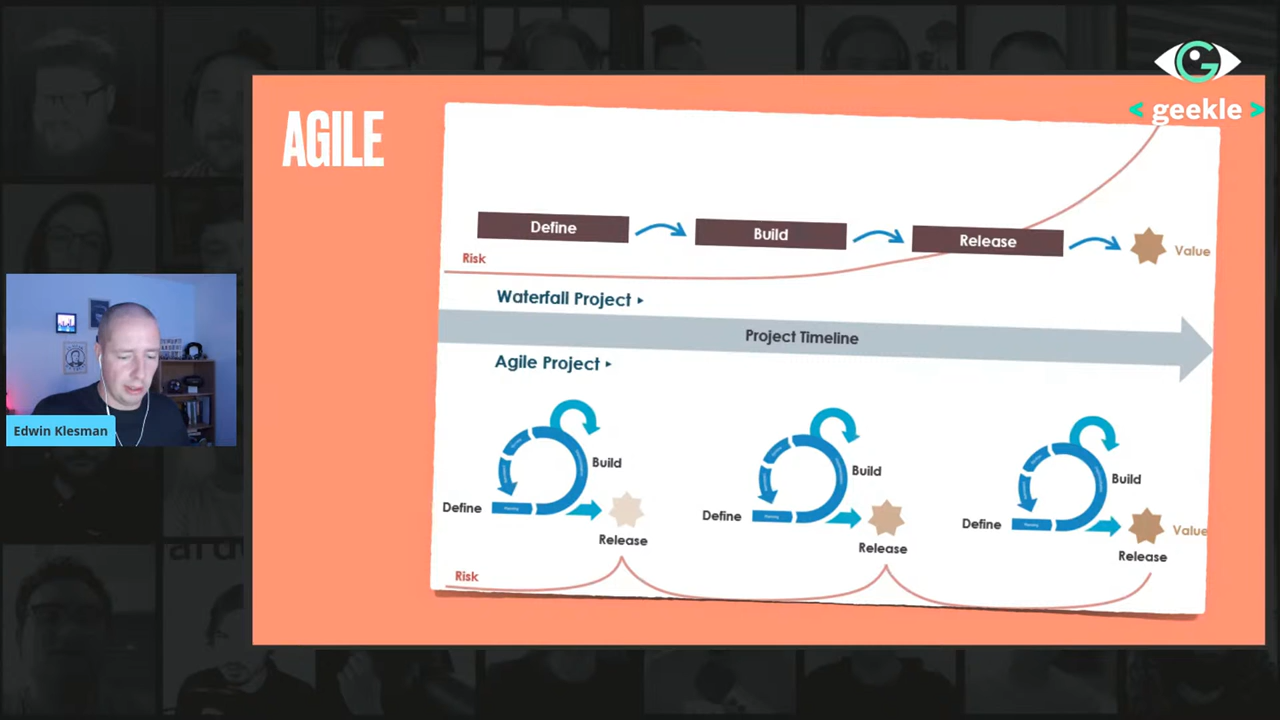 AGILE
< geekle >
Define
Build
Release
Value
Risk
Waterfall Project ▸
Project Timeline
Agile Project ▸
Build
Define
Release
Build
Define
Release
Build
Define
Value
Release
Risk
Edwin Klesman